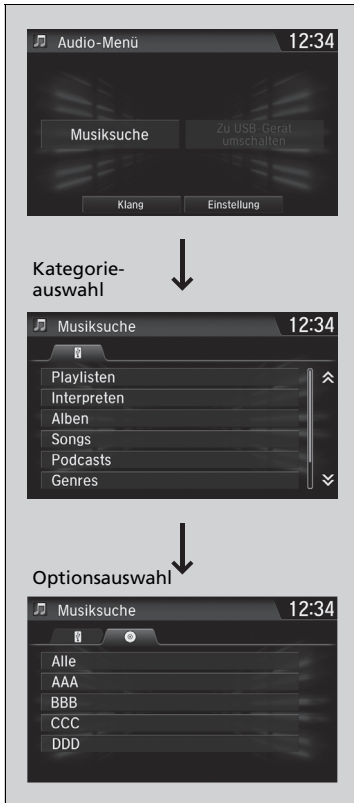 Audio-Menü 12:34
Musiksuche
Zu USB-Gerät
umschalten
Klang Einstellung
Kategorie-
auswahl
Musiksuche 12:34
Playlisten
Interpreten
Alben
Songs
Podcasts
Genres
Optionsauswahl
Musiksuche 12:34
Alle
AAA
BBB
CCC
DDD